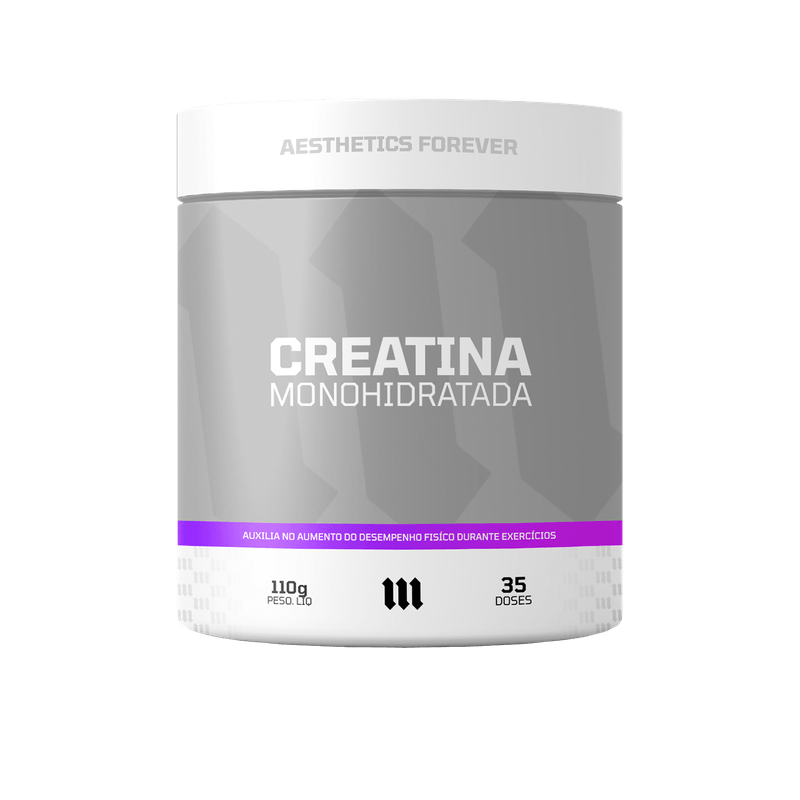 AESTHETICS FOREVER
CREATINA
MONOHIDRATADA
AUXILIA NO AUMENTO DO DESEMPENHO FISÍCO DURANTE EXERCÍCIOS
110g
PESO. LIQ
35
DOSES